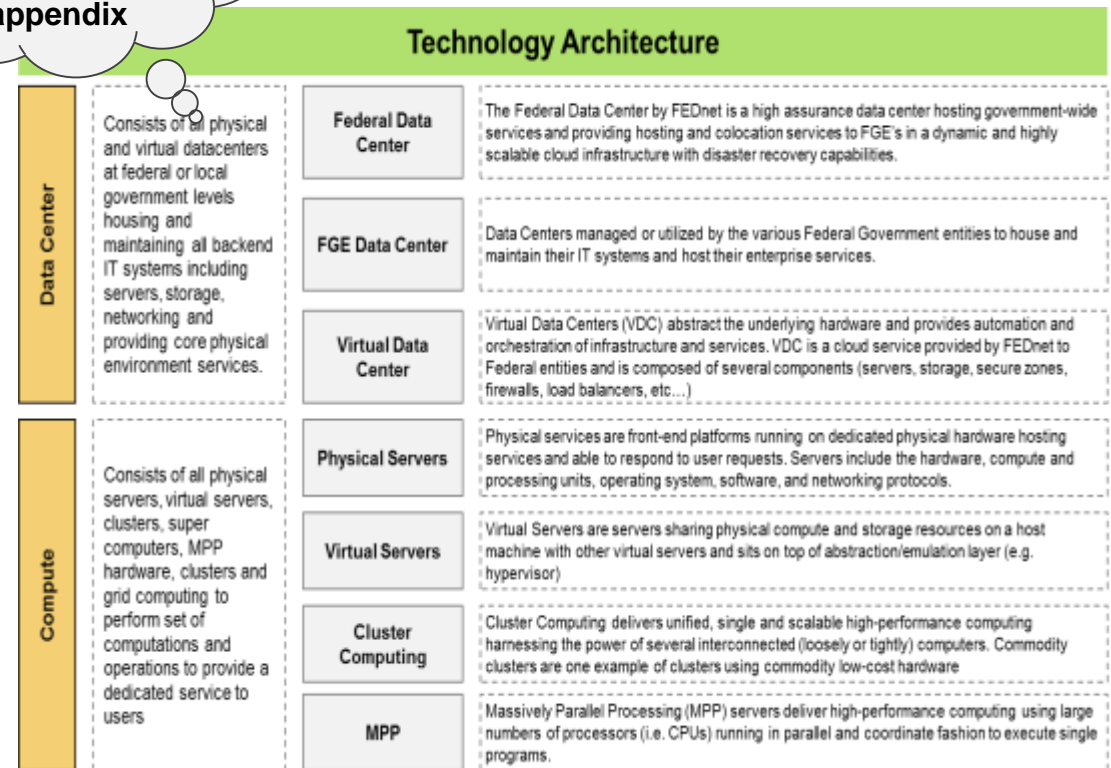 appendix
Technology Architecture
Data Center
Consists of all physical
and virtual datacenters
at federal or local
government levels
housing and
maintaining all backend
IT systems including
servers, storage,
networking and
providing core physical
environment services.
Federal Data
Center
The Federal Data Center by FEDnet is a high assurance data center hosting government-wide
services and providing hosting and colocation services to FGE's in a dynamic and highly
scalable cloud infrastructure with disaster recovery capabilities.
FGE Data Center
Data Centers managed or utilized by the various Federal Government entities to house and
maintain their IT systems and host their enterprise services.
Virtual Data
Center
Virtual Data Centers (VDC) abstract the underlying hardware and provides automation and
orchestration of infrastructure and services. VDC is a cloud service provided by FEDnet to
Federal entities and is composed of several components (servers, storage, secure zones,
firewalls, load balancers, etc...)
Compute
Consists of all physical
servers, virtual servers,
clusters, super
computers, MPP
hardware, clusters and
grid computing to
perform set of
computations and
operations to provide a
dedicated service to
users
Physical Servers
Physical services are front-end platforms running on dedicated physical hardware hosting
services and able to respond to user requests. Servers include the hardware, compute and
processing units, operating system, software, and networking protocols.
Virtual Servers
Virtual Servers are servers sharing physical compute and storage resources on a host
machine with other virtual servers and sits on top of abstraction/emulation layer (e.g.
hypervisor)
Cluster
Computing
Cluster Computing delivers unified, single and scalable high-performance computing
harnessing the power of several interconnected (loosely or tightly) computers. Commodity
clusters are one example of clusters using commodity low-cost hardware
MPP
Massively Parallel Processing (MPP) servers deliver high-performance computing using large
numbers of processors (i.e. CPUs) running in parallel and coordinate fashion to execute single
programs.